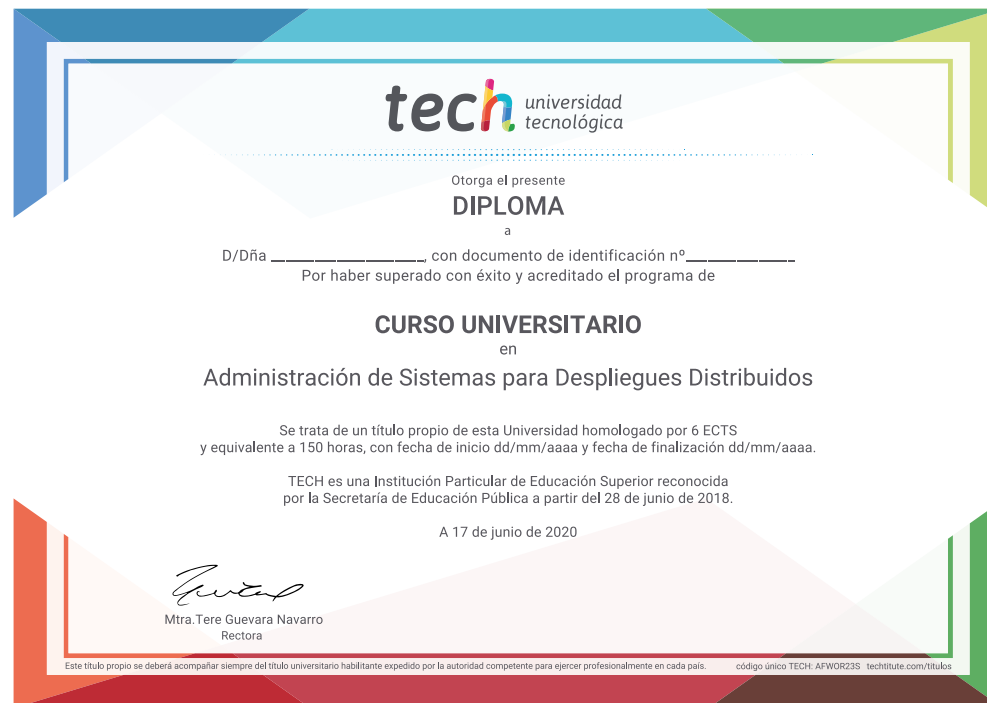 tech universidad
tecnológica
Otorga el presente
DIPLOMA
a
D/Dña ____________________, con documento de identificación nº______________
Por haber superado con éxito y acreditado el programa de
CURSO UNIVERSITARIO
en
Administración de Sistemas para Despliegues Distribuidos
Se trata de un título propio de esta Universidad homologado por 6 ECTS
y equivalente a 150 horas, con fecha de inicio dd/mm/aaaa y fecha de finalización dd/mm/aaaa.
TECH es una Institución Particular de Educación Superior reconocida
por la Secretaría de Educación Pública a partir del 28 de junio de 2018.
A 17 de junio de 2020
Mtra.Tere Guevara Navarro
Rectora
Este título propio se deberá acompañar siempre del título universitario habilitante expedido por la autoridad competente para ejercer profesionalmente en cada país. código único TECH: AFWOR23S techtitute.com/titulos